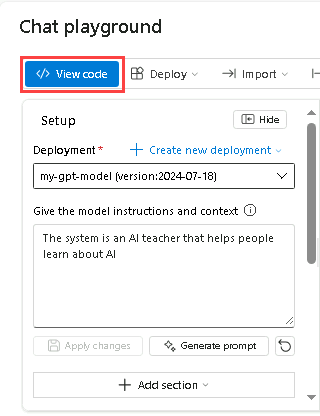 Chat playground
</> View code Deploy Import
Setup Hide
Deployment * + Create new deployment
my-gpt-model (version:2024-07-18)
Give the model instructions and context
The system is an AI teacher that helps people
learn about AI
Apply changes Generate prompt
+ Add section